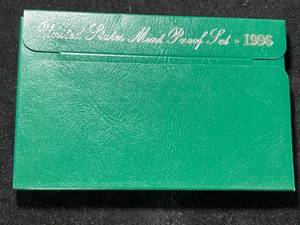 United States Mint Proof Set • 1996